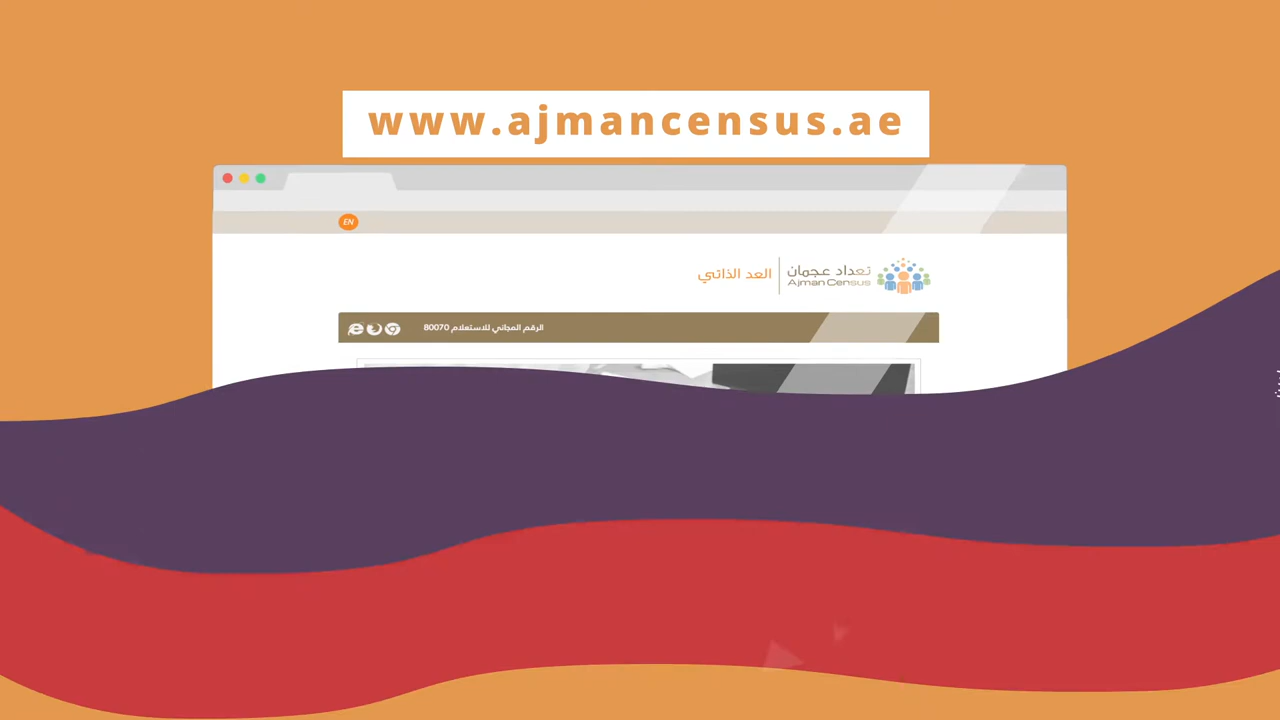 www.ajmancensus.ae
EN
تعداد عجمان
Ajman Census
العد الذاتي
الرقم المجاني للاستعلام 80070